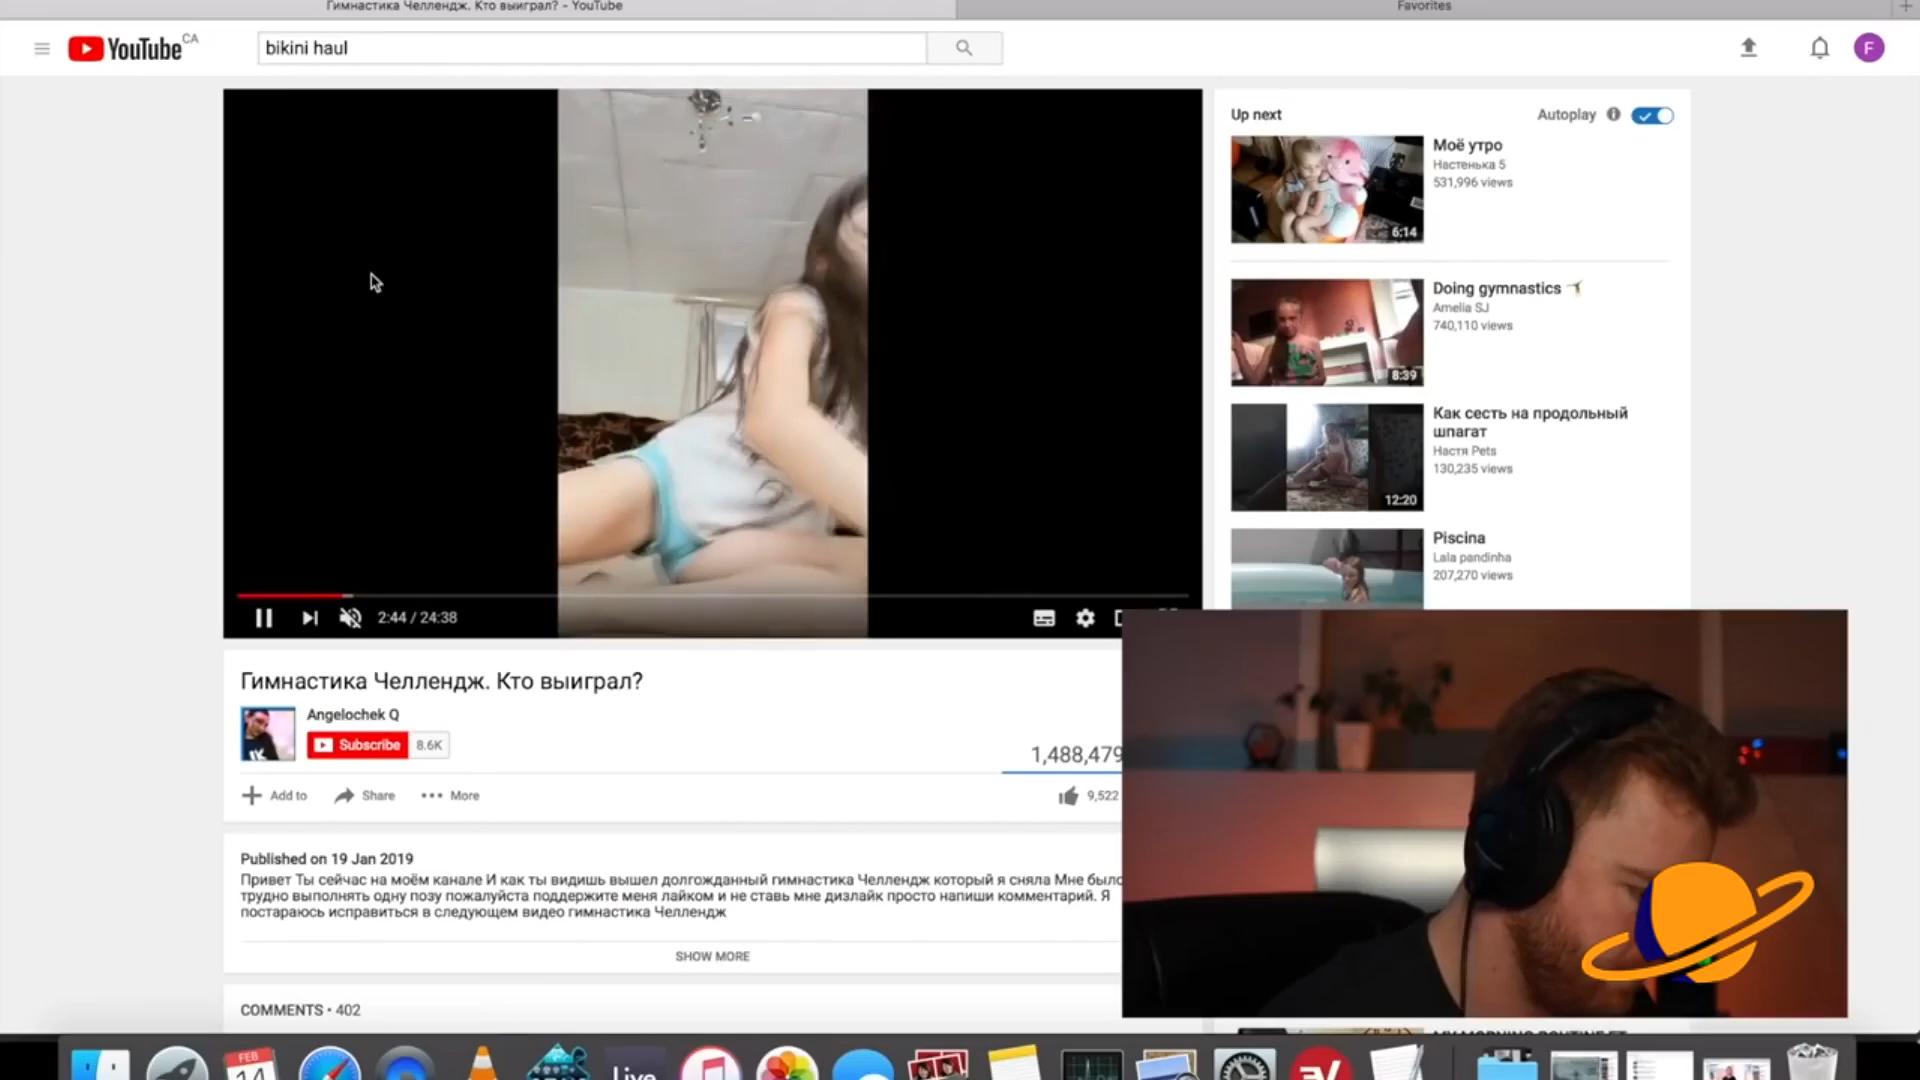 Гимнастика Челлендж. Кто выиграл? - YouTube
Favorites
YouTube CA
bikini haul
F
Up next
Autoplay
Моё утро
Настенька 5
531,996 views
6:14
Doing gymnastics
Amelia SJ
740,110 views
8:39
Как сесть на продольный
шпагат
Настя Pets
130,235 views
12:20
Piscina
Lala pandinha
207,270 views
2:44 / 24:38
Гимнастика Челлендж. Кто выиграл?
Angelochek Q
Subscribe 8.6K
1,488,479
Add to
Share
More
9,522
Published on 19 Jan 2019
Привет Ты сейчас на моём канале И как ты видишь вышел долгожданный гимнастика Челлендж который я сняла Мне было
трудно выполнять одну позу пожалуйста поддержите меня лайком и не ставь мне дизлайк просто напиши комментарий. Я
постараюсь исправиться в следующем видео гимнастика Челлендж
SHOW MORE
COMMENTS • 402
FEB
14
Live